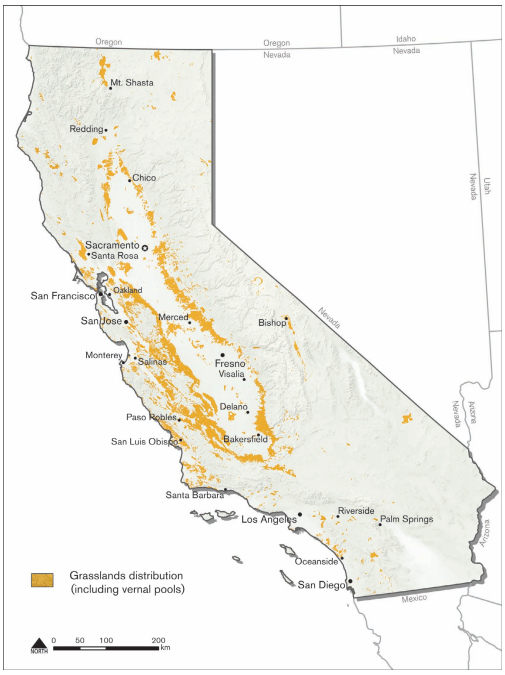 Oregon
Oregon
Idaho
Nevada
Nevada
Mt. Shasta
Redding
Chico
Utah
Nevada
Sacramento
Santa Rosa
Oakland
San Francisco
San Jose
Merced
Bishop
Nevada
Monterey
Salinas
Fresno
Visalia
Delano
Paso Robles
San Luis Obispo
Bakersfield
Arizona
Nevada
Santa Barbara
Los Angeles
Riverside
Palm Springs
Arizona
Oceanside
San Diego
Mexico
Grasslands distribution
(including vernal pools)
NORTH
0 50 100 200
km